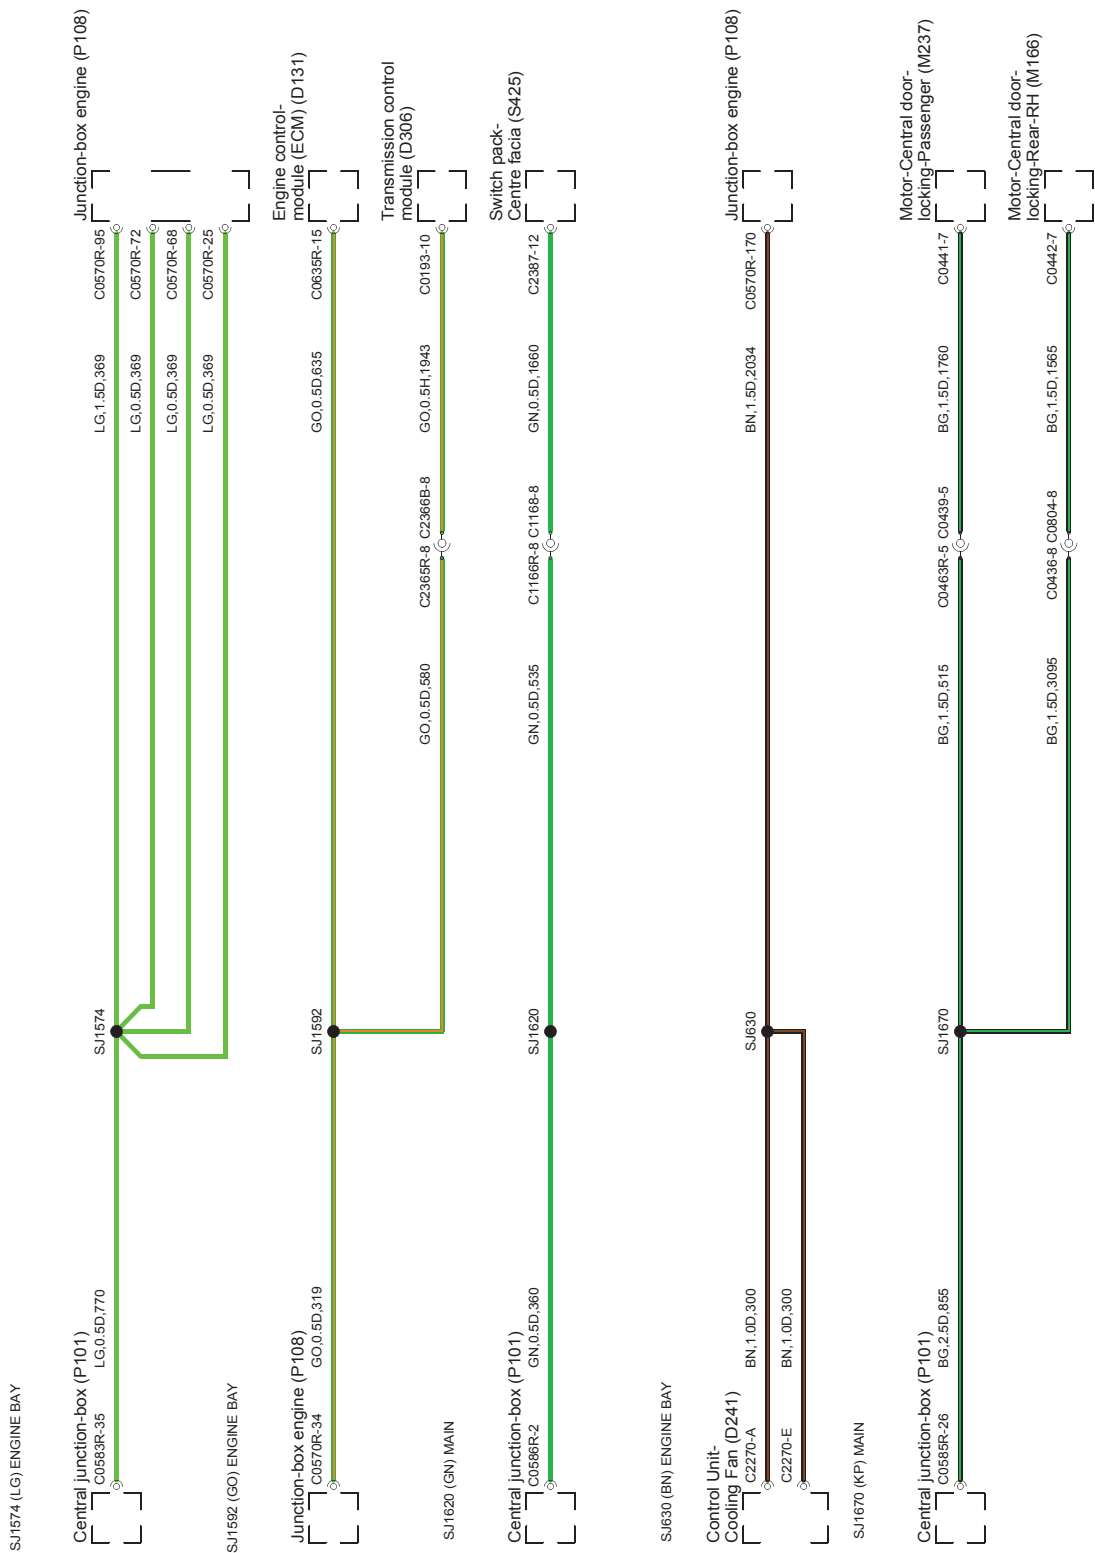 SJ1574 (LG) ENGINE BAY
Central junction-box (P101)
C0583R-35
LG,0.5D,770
SJ1574
LG,1.5D,369
C0570R-95
LG,0.5D,369
C0570R-72
LG,0.5D,369
C0570R-68
LG,0.5D,369
C0570R-25
Junction-box engine (P108)
SJ1592 (GO) ENGINE BAY
Junction-box engine (P108)
C0570R-34
GO,0.5D,319
SJ1592
GO,0.5D,635
C0635R-15
Engine control-
module (ECM) (D131)
GO,0.5D,580
C2365R-8
C2366B-8
GO,0.5H,1943
C0193-10
Transmission control
module (D306)
SJ1620 (GN) MAIN
Central junction-box (P101)
C0586R-2
GN,0.5D,360
SJ1620
GN,0.5D,535
C1166R-8
C1168-8
GN,0.5D,1660
C2387-12
Switch pack-
Centre facia (S425)
SJ630 (BN) ENGINE BAY
Control Unit-
Cooling Fan (D241)
C2270-A
BN,1.0D,300
C2270-E
BN,1.0D,300
SJ630
BN,1.5D,2034
C0570R-170
Junction-box engine (P108)
SJ1670 (KP) MAIN
Central junction-box (P101)
C0585R-26
BG,2.5D,855
SJ1670
BG,1.5D,515
C0463R-5
C0439-5
BG,1.5D,1760
C0441-7
Motor-Central door-
locking-Passenger (M237)
BG,1.5D,3095
C0436-8
C0804-8
BG,1.5D,1565
C0442-7
Motor-Central door-
locking-Rear-RH (M166)